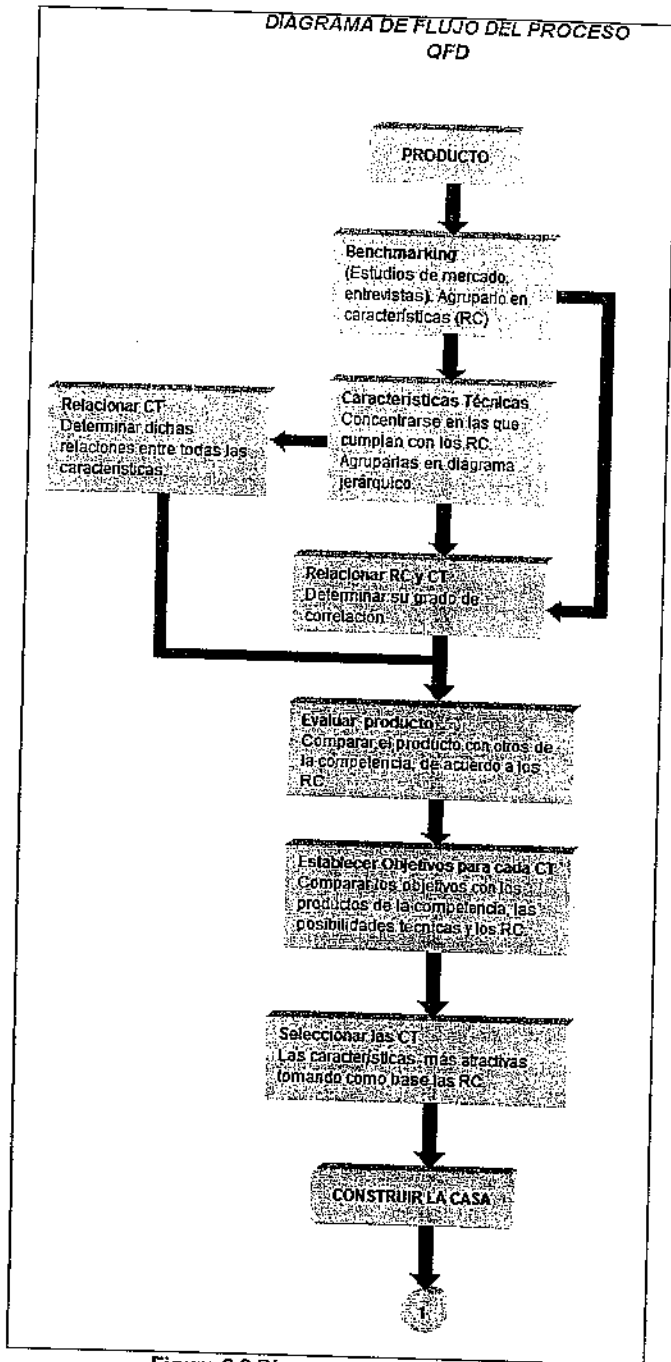 DIAGRAMA DE FLUJO DEL PROCESO
QFD
PRODUCTO
Benchmarking
(Estudios de mercado,
entrevistas). Agruparlo en
características (RC)
Características Técnicas
Concentrarse en las que
cumplan con los RC.
Agruparlas en diagrama
jerárquico.
Relacionar CT
Determinar dichas
relaciones entre todas las
características.
Relacionar RC y CT
Determinar su grado de
correlación
Evaluar producto
Comparar el producto con otros de
la competencia, de acuerdo a los
RC
Establecer Objetivos para cada CT
Comparar los objetivos con los
productos de la competencia, las
posibilidades técnicas y los RC
Seleccionar las CT
Las características más atractivas
tomando como base las RC
CONSTRUIR LA CASA
1